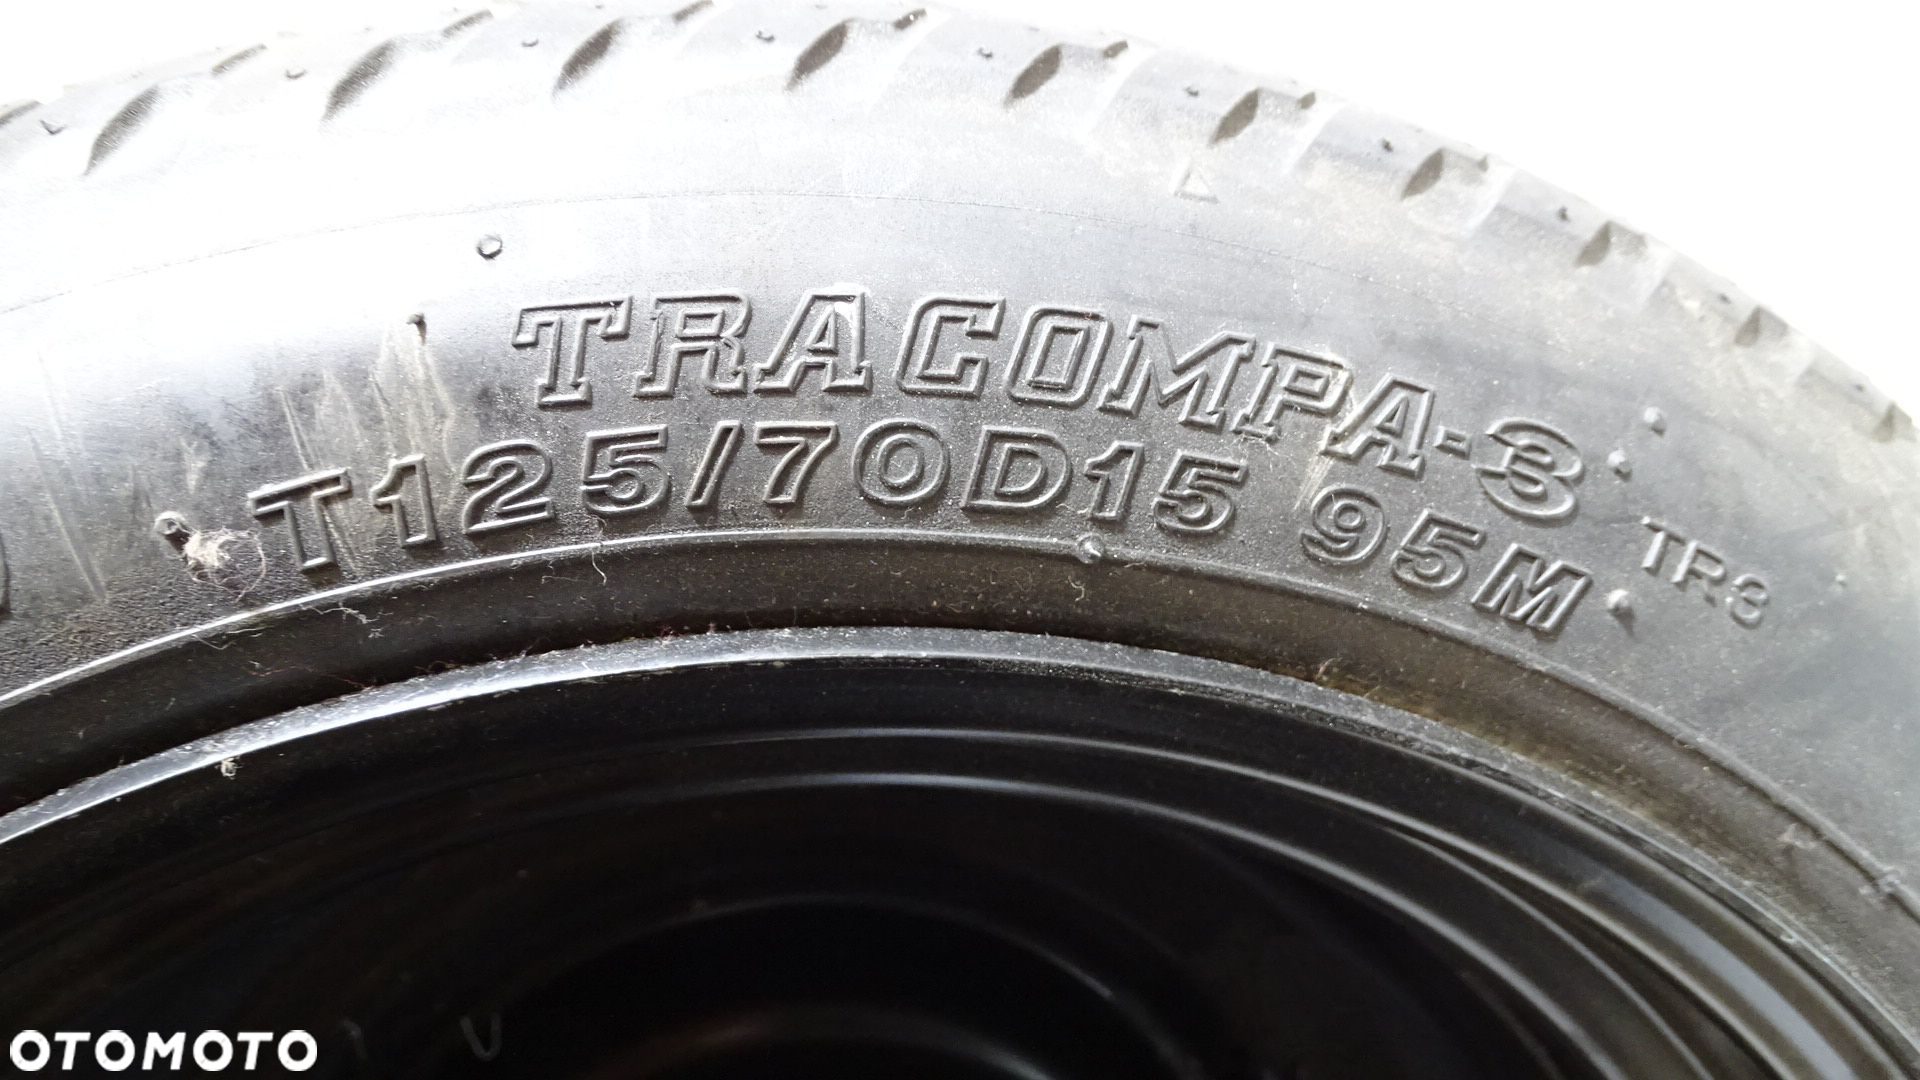 TRACOMPA-3
T125/70D15 95M TR3
OTOMOTO